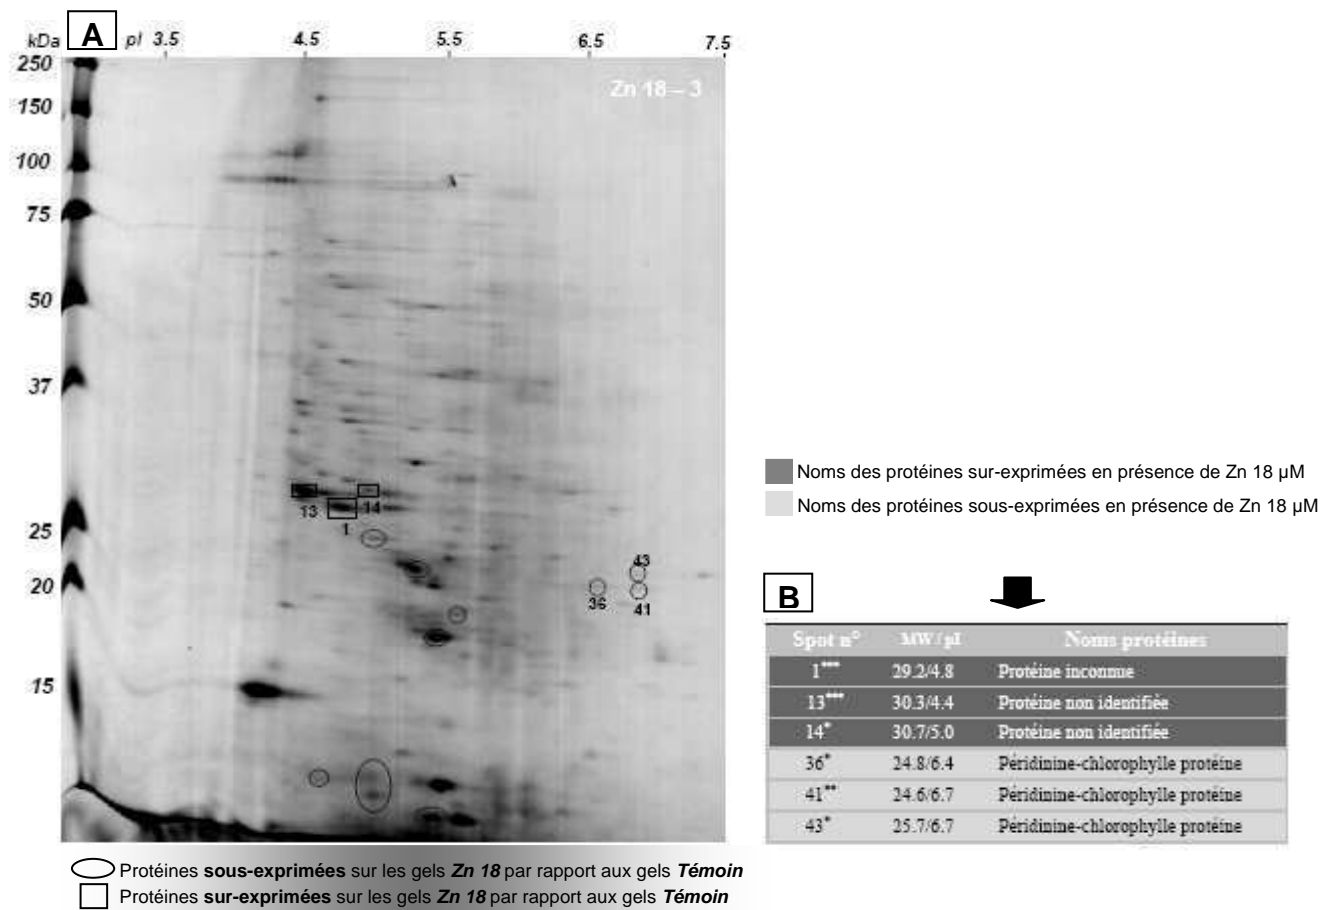 A
kDa pI 3.5 4.5 5.5 6.5 7.5
250
Zn 18 – 3
150
100
75
50
37
13 14
1
25
43
20
36 41
15
Protéines sous-exprimées sur les gels Zn 18 par rapport aux gels Témoin
Protéines sur-exprimées sur les gels Zn 18 par rapport aux gels Témoin
Noms des protéines sur-exprimées en présence de Zn 18 µM
Noms des protéines sous-exprimées en présence de Zn 18 µM
B
Spot n° MW/pI Noms protéines
1*** 29.2/4.8 Protéine inconnue
13*** 30.3/4.4 Protéine non identifiée
14* 30.7/5.0 Protéine non identifiée
36* 24.8/6.4 Péridinine-chlorophylle protéine
41** 24.6/6.7 Péridinine-chlorophylle protéine
43* 25.7/6.7 Péridinine-chlorophylle protéine